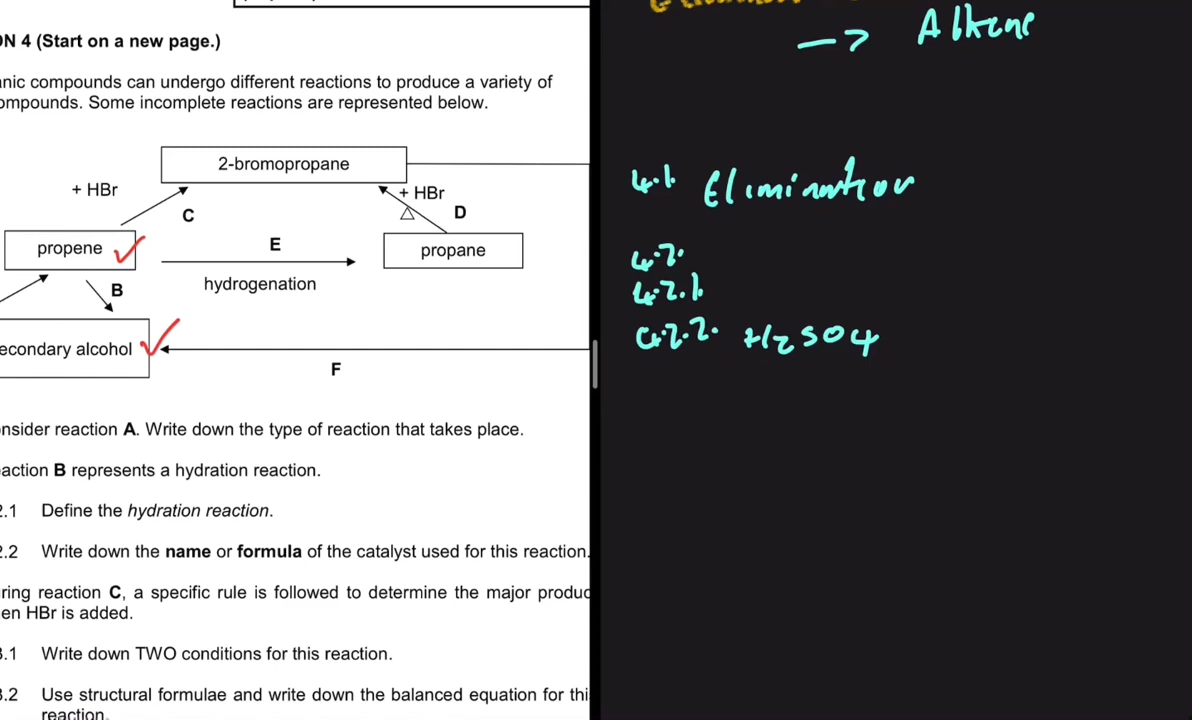 ON 4 (Start on a new page.)
anic compounds can undergo different reactions to produce a variety of
ompounds. Some incomplete reactions are represented below.
2-bromopropane
+ HBr
+ HBr
C
D
propene
E
propane
B
hydrogenation
econdary alcohol
F
onsider reaction A. Write down the type of reaction that takes place.
eaction B represents a hydration reaction.
2.1 Define the hydration reaction.
2.2 Write down the name or formula of the catalyst used for this reaction.
ring reaction C, a specific rule is followed to determine the major produc
en HBr is added.
3.1 Write down TWO conditions for this reaction.
3.2 Use structural formulae and write down the balanced equation for thi
reaction.
—> Alkene
4.1 Elimination
4.2.
4.2.1.
4.2.2. H2SO4